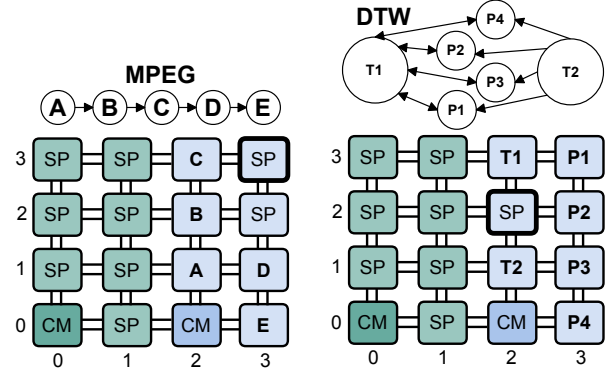 MPEG
A B C D E
3 SP SP C SP
2 SP SP B SP
1 SP SP A D
0 CM SP CM E
0 1 2 3
DTW
P4
T1 P2 T2
P3
P1
3 SP SP T1 P1
2 SP SP SP P2
1 SP SP T2 P3
0 CM SP CM P4
0 1 2 3